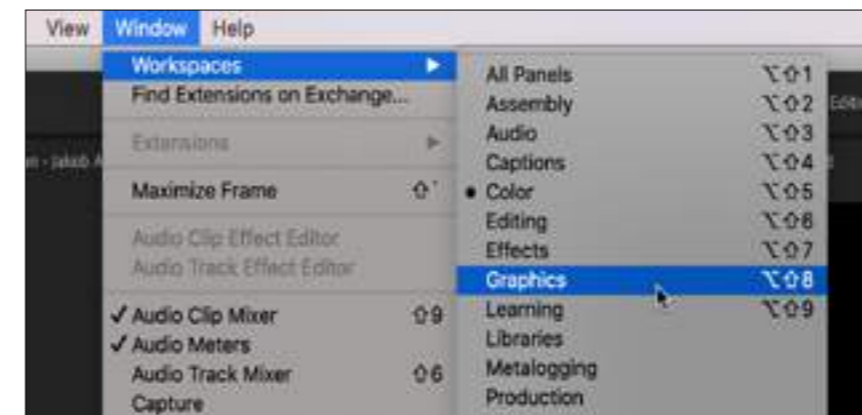 View Window Help
Workspaces ▶
Find Extensions on Exchange...
Extensions ▶
Maximize Frame ⇧`
Audio Clip Effect Editor
Audio Track Effect Editor
✓ Audio Clip Mixer ⇧9
✓ Audio Meters
Audio Track Mixer ⇧6
Capture
All Panels ⌥⇧1
Assembly ⌥⇧2
Audio ⌥⇧3
Captions ⌥⇧4
• Color ⌥⇧5
Editing ⌥⇧6
Effects ⌥⇧7
Graphics ⌥⇧8
Learning ⌥⇧9
Libraries
Metalogging
Production